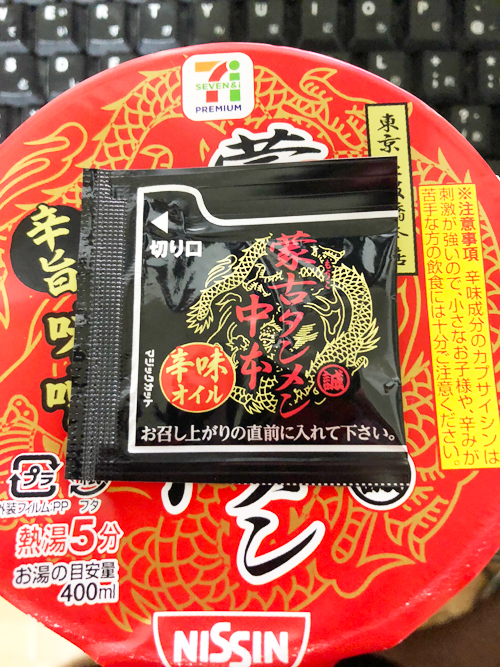 SEVEN&i
PREMIUM
蒙
東京
※注意事項 辛味成分のカプサイシンは
刺激が強いので、小さなお子様や、辛みが
苦手な方の飲食には十分ご注意ください。
辛旨
切り口
蒙古タンメン
中本
誠
辛味
オイル
マジックカット
お召し上がりの直前に入れて下さい。
プラ
外装フィルム:PP フタ
ン
熱湯5分
お湯の目安量
400ml
NISSIN